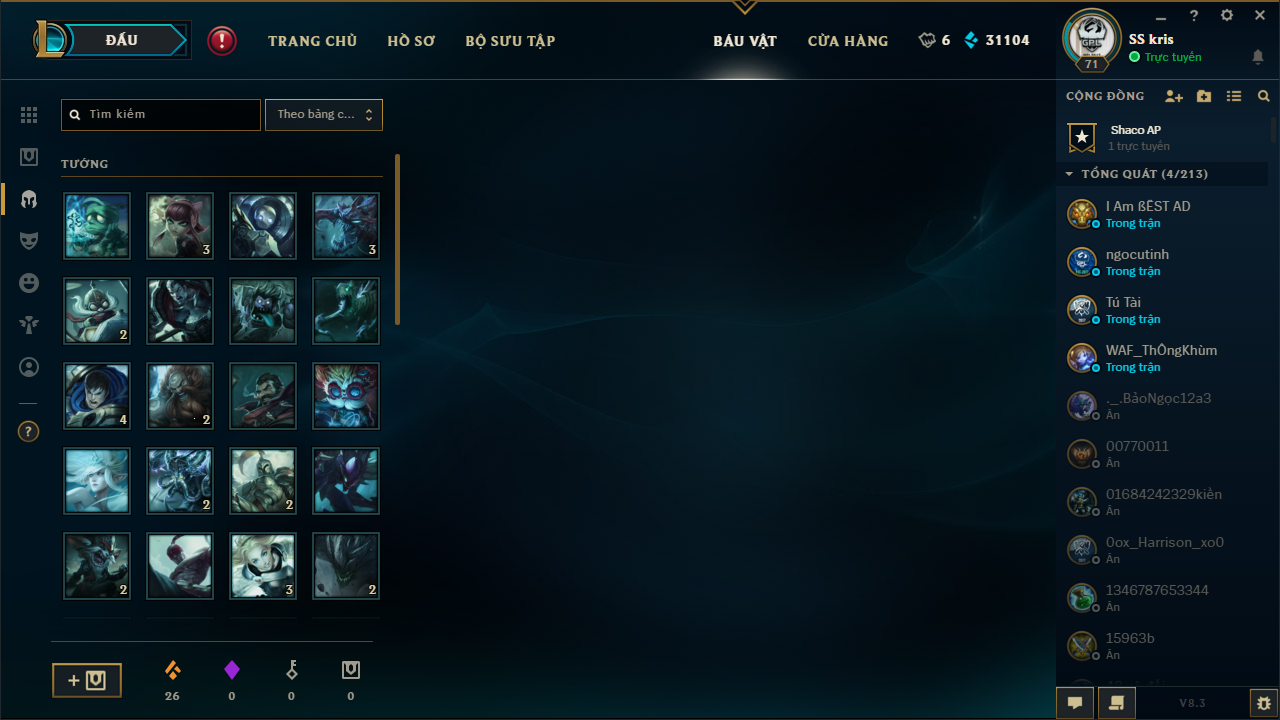 ĐẤU
TRANG CHỦ
HỒ SƠ
BỘ SƯU TẬP
BÁU VẬT
CỬA HÀNG
6
31104
71
SS kris
Trực tuyến
Tìm kiếm
Theo bảng c...
TƯỚNG
3
3
2
4
2
2
2
2
3
2
26
0
0
0
CỘNG ĐỒNG
Shaco AP
1 trực tuyến
TỔNG QUÁT (4/213)
I Am ßËST AD
Trong trận
ngocutinh
Trong trận
Tú Tài
Trong trận
WAF_ThÔngKhùm
Trong trận
._.BảoNgọc12a3
Ẩn
00770011
Ẩn
01684242329kiền
Ẩn
0ox_Harrison_xo0
Ẩn
1346787653344
Ẩn
15963b
Ẩn
V8.3